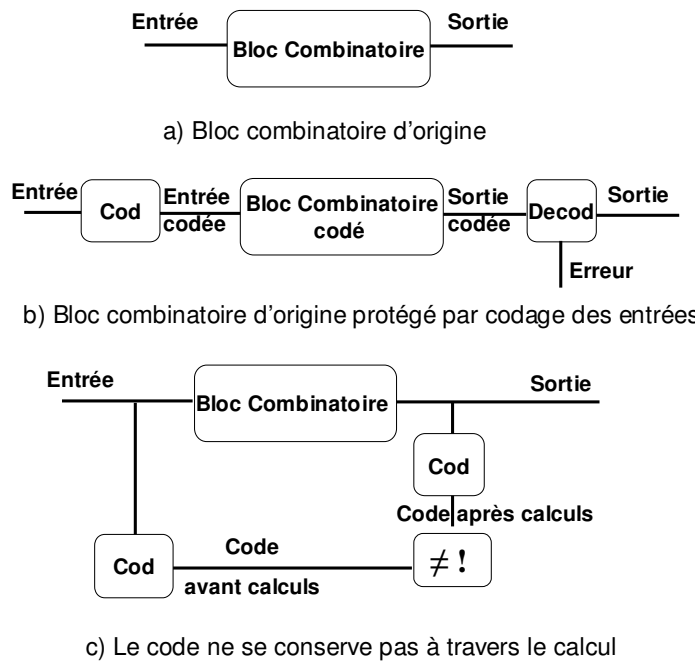 Entrée
Bloc Combinatoire
Sortie
a) Bloc combinatoire d'origine
Entrée
Cod
Entrée
codée
Bloc Combinatoire
codé
Sortie
codée
Decod
Sortie
Erreur
b) Bloc combinatoire d'origine protégé par codage des entrées
Entrée
Bloc Combinatoire
Sortie
Cod
Code après calculs
Cod
Code
avant calculs
≠ !
c) Le code ne se conserve pas à travers le calcul